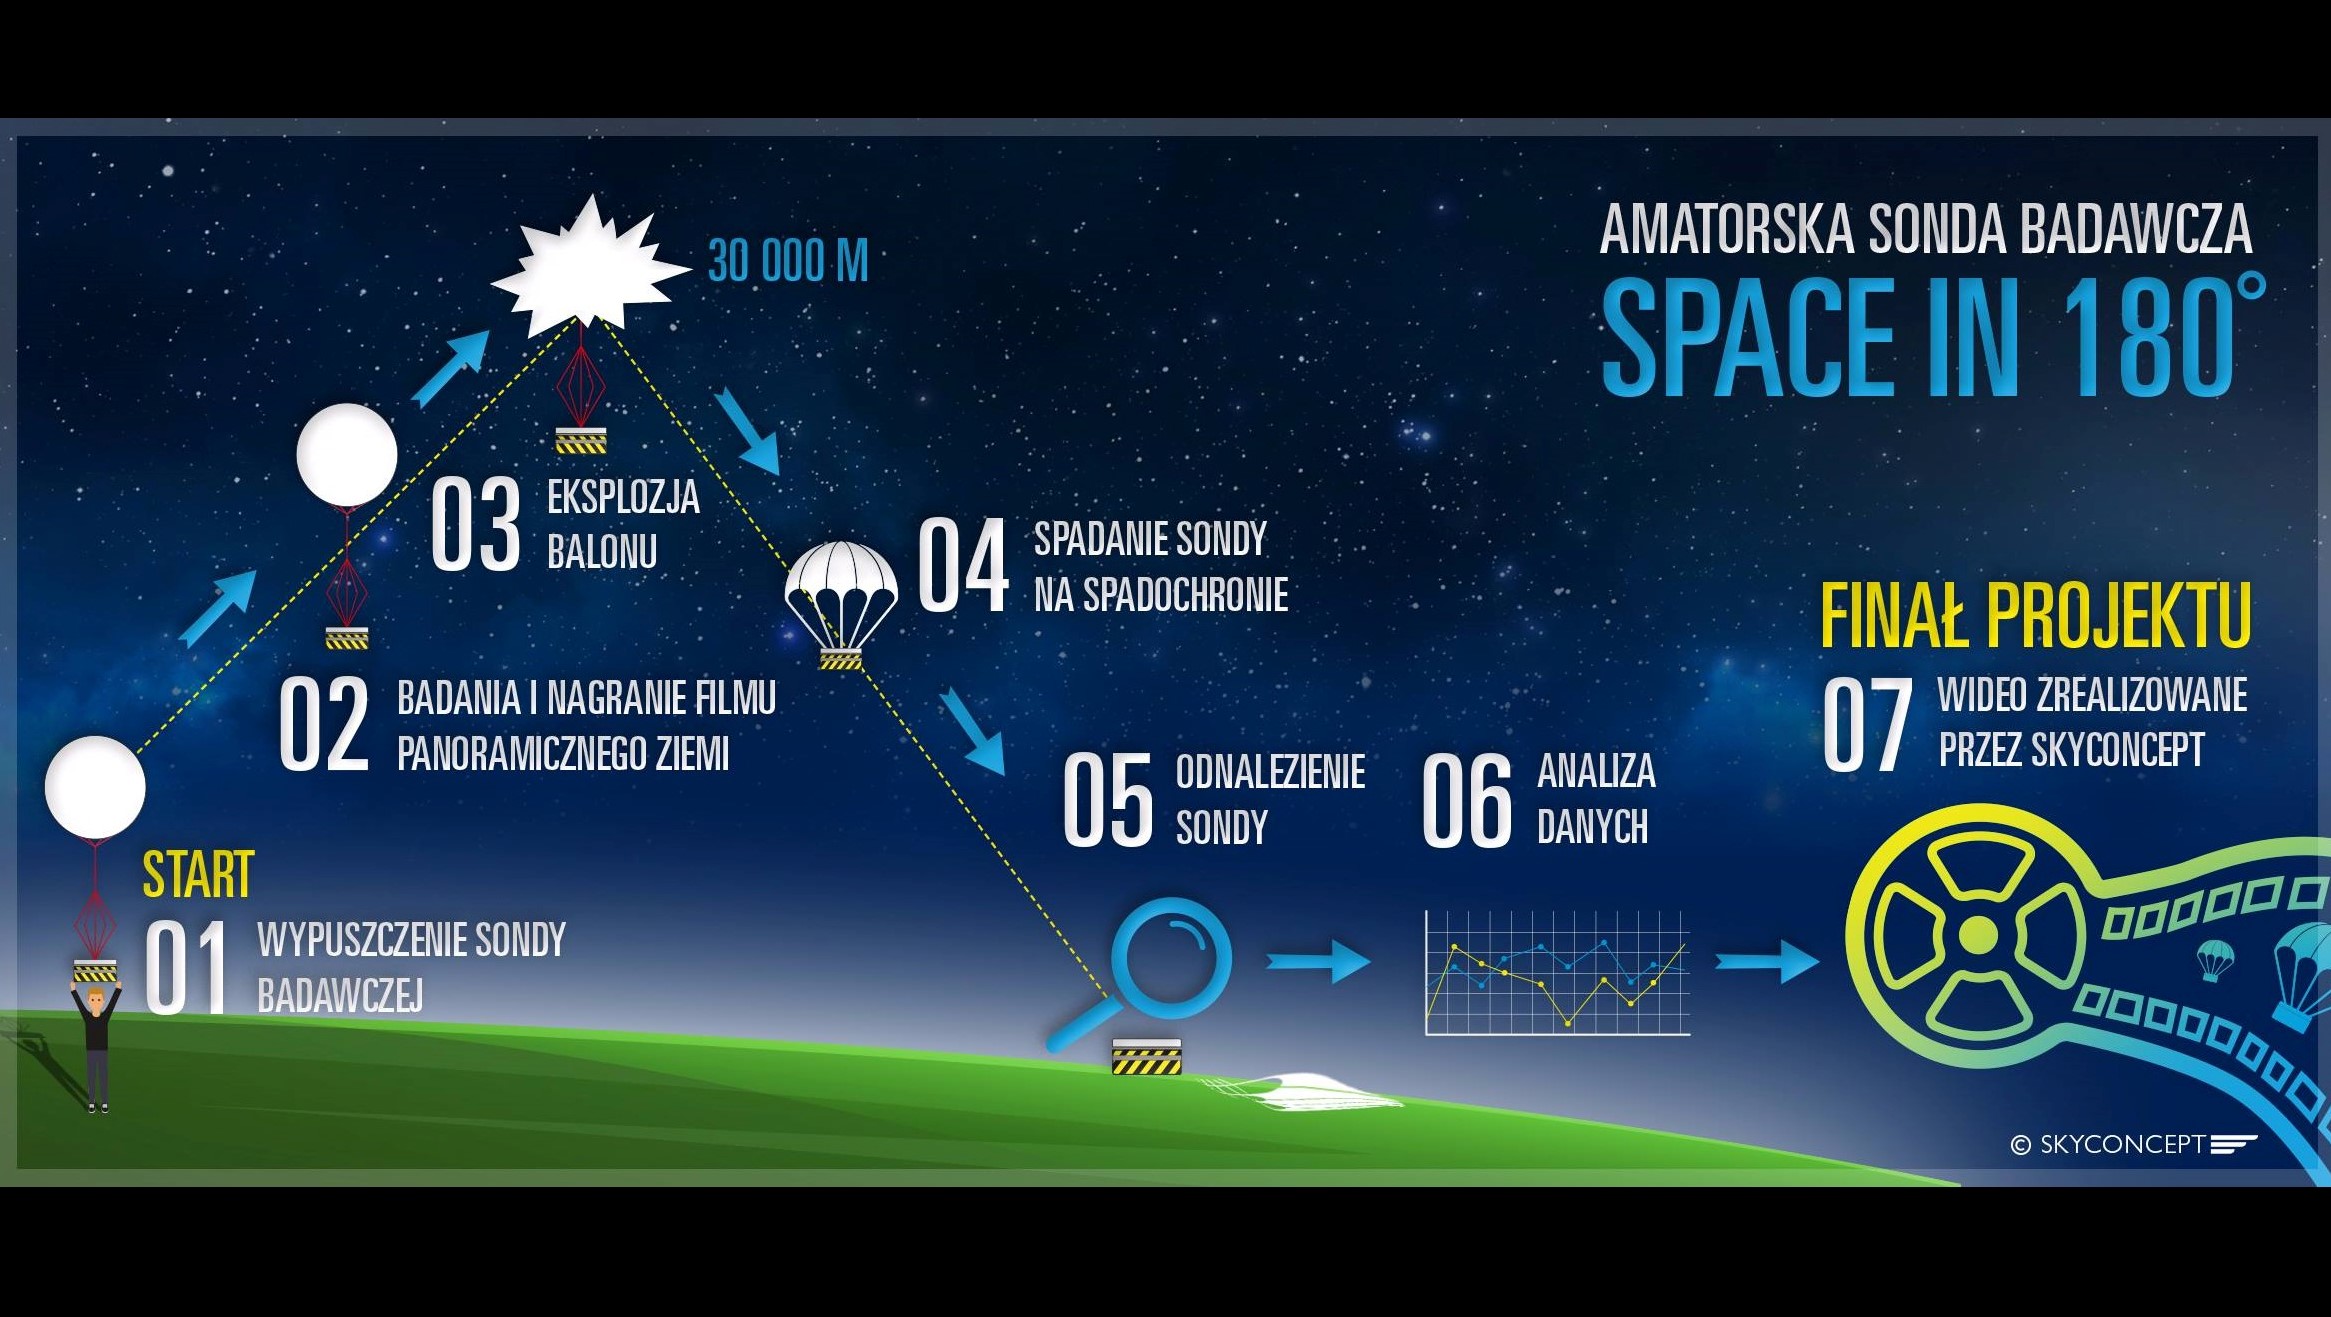 AMATORSKA SONDA BADAWCZA
SPACE IN 180°
START
01 WYPUSZCZENIE SONDY
BADAWCZEJ
02 BADANIA I NAGRANIE FILMU
PANORAMICZNEGO ZIEMI
30 000 M
03 EKSPLOZJA
BALONU
04 SPADANIE SONDY
NA SPADOCHRONIE
05 ODNALEZIENIE
SONDY
06 ANALIZA
DANYCH
FINAŁ PROJEKTU
07 WIDEO ZREALIZOWANE
PRZEZ SKYCONCEPT
© SKYCONCEPT